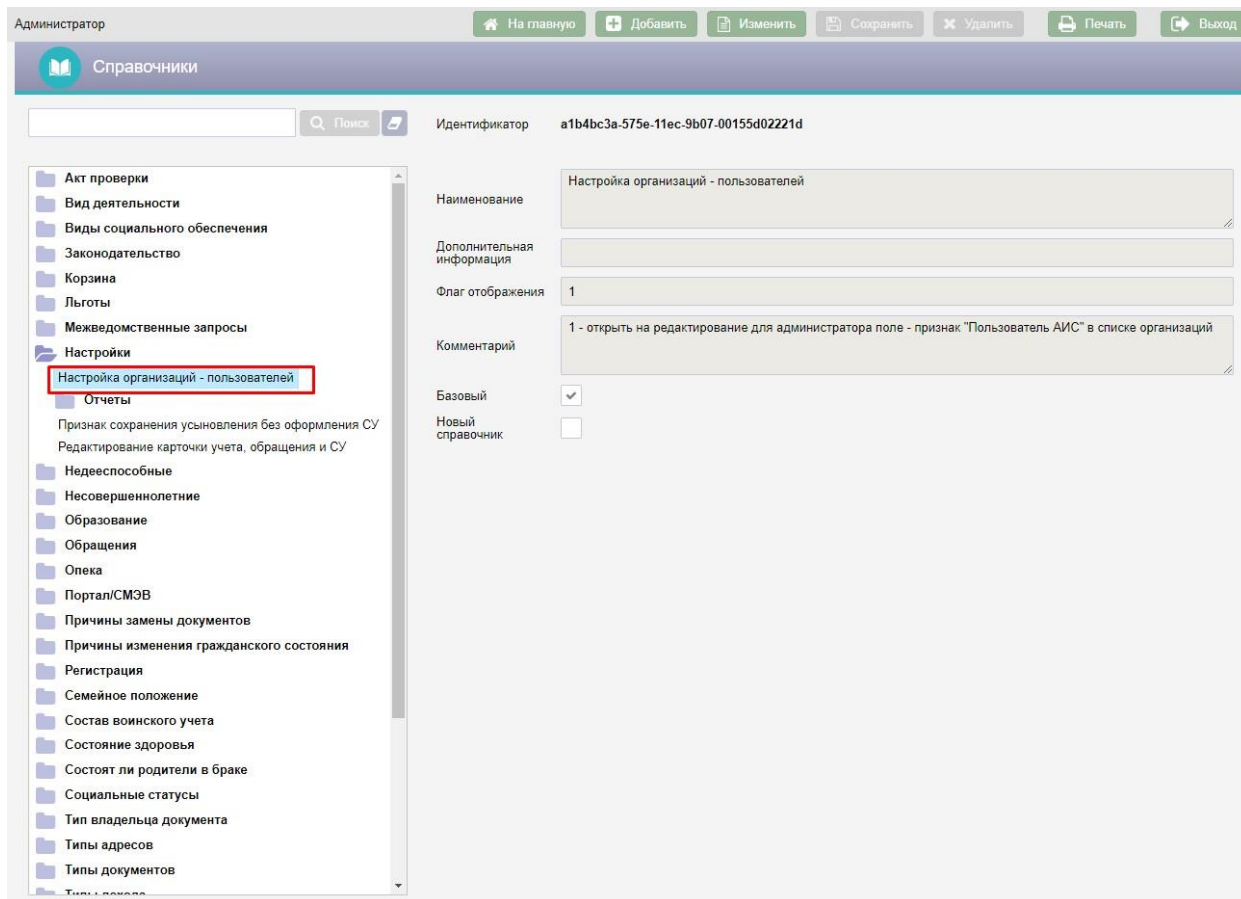 Администратор
На главную
Добавить
Изменить
Сохранить
Удалить
Печать
Выход
Справочники
Поиск
Идентификатор
a1b4bc3a-575e-11ec-9b07-00155d02221d
Акт проверки
Вид деятельности
Виды социального обеспечения
Законодательство
Корзина
Льготы
Межведомственные запросы
Настройки
Настройка организаций - пользователей
Отчеты
Признак сохранения усыновления без оформления СУ
Редактирование карточки учета, обращения и СУ
Недееспособные
Несовершеннолетние
Образование
Обращения
Опека
Портал/СМЭВ
Причины замены документов
Причины изменения гражданского состояния
Регистрация
Семейное положение
Состав воинского учета
Состояние здоровья
Состоят ли родители в браке
Социальные статусы
Тип владельца документа
Типы адресов
Типы документов
Наименование
Настройка организаций - пользователей
Дополнительная
информация
Флаг отображения
1
Комментарий
1 - открыть на редактирование для администратора поле - признак "Пользователь АИС" в списке организаций
Базовый
Новый
справочник